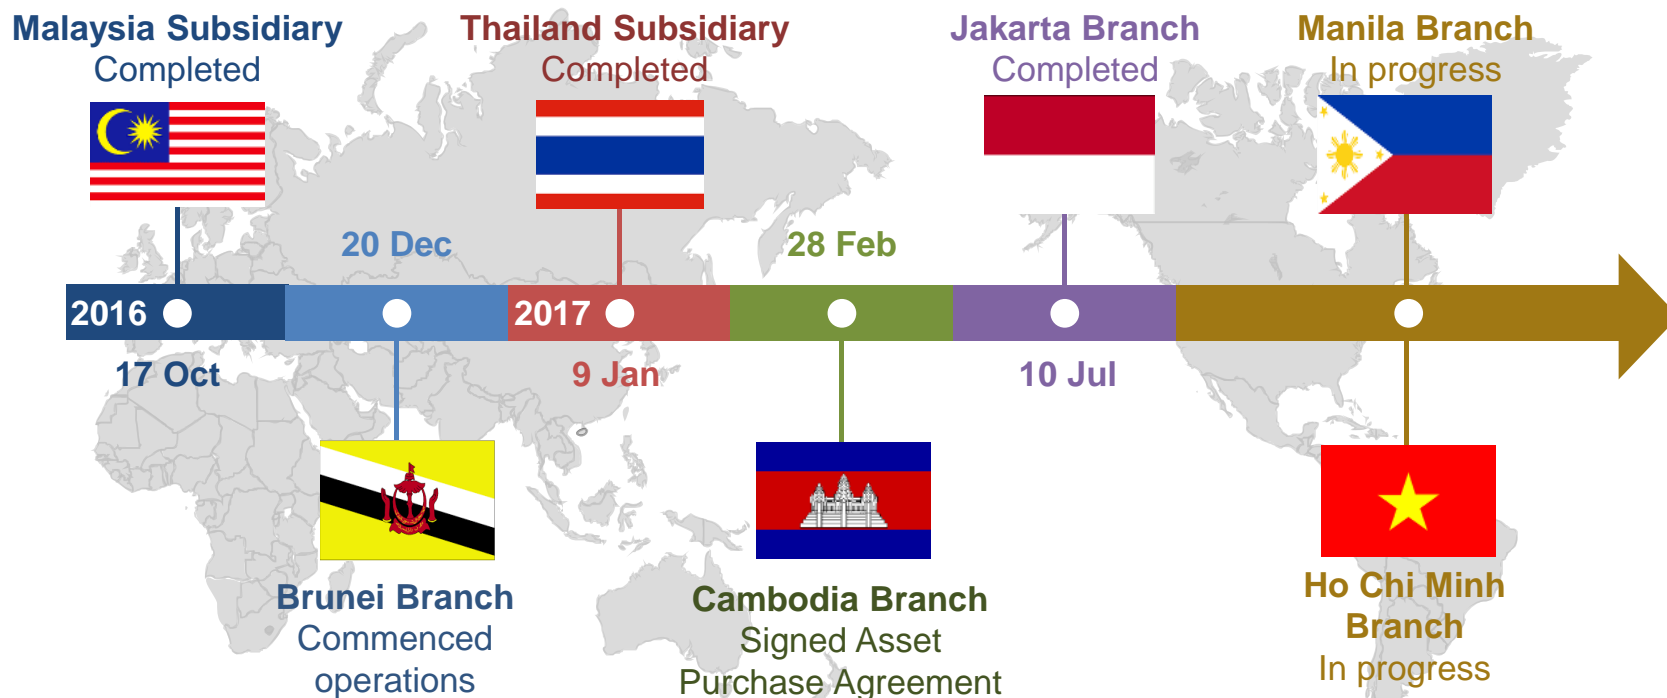 Malaysia Subsidiary
Completed
Thailand Subsidiary
Completed
Jakarta Branch
Completed
Manila Branch
In progress
20 Dec
28 Feb
2016
2017
17 Oct
9 Jan
10 Jul
Brunei Branch
Commenced
operations
Cambodia Branch
Signed Asset
Purchase Agreement
Ho Chi Minh
Branch
In progress